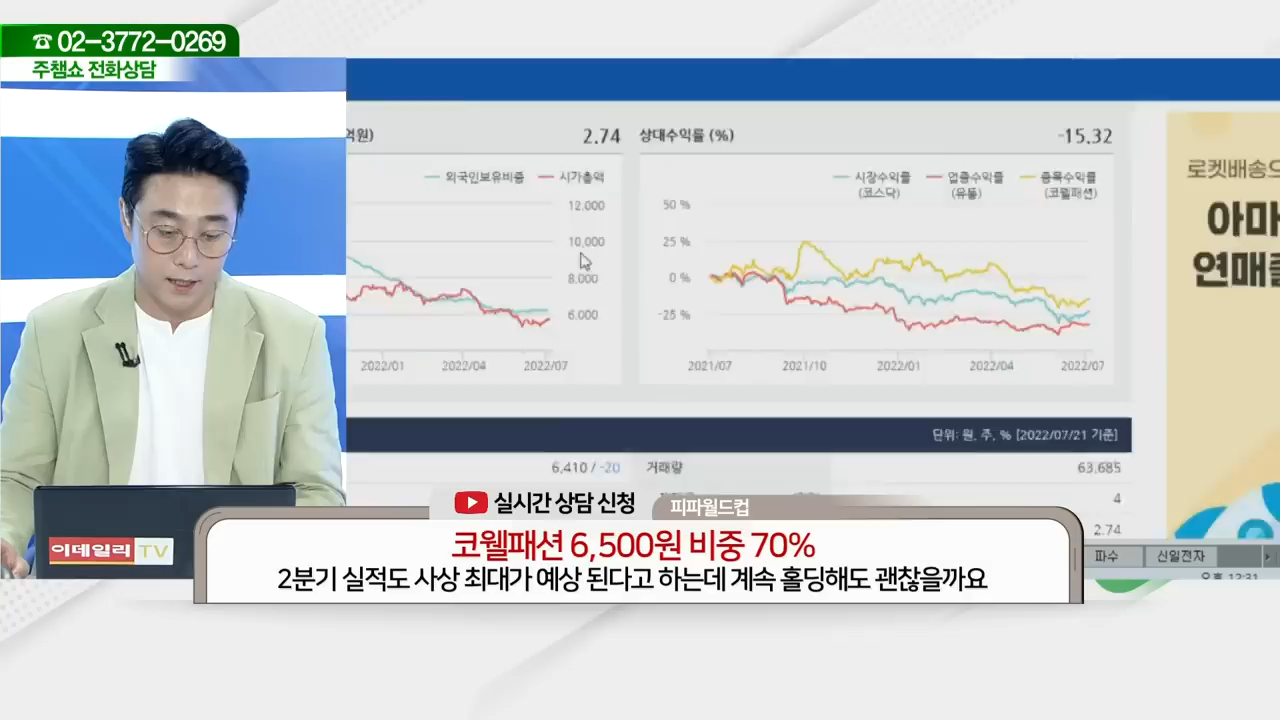 ☎ 02-3772-0269
주챔쇼 전화상담
억원) 2.74
외국인보유비중 시가총액
12,000
10,000
8,000
6,000
2022/01 2022/04 2022/07
상대수익률 (%) -15.32
시장수익률 (코스닥) 업종수익률 (유통) 종목수익률 (코웰패션)
50 %
25 %
0 %
-25 %
2021/07 2021/10 2022/01 2022/04 2022/07
로켓배송으
아마
연매출
단위: 원, 주, % [2022/07/21 기준]
6,410 / -20 거래량 63,685
4
2.74
파수 신일전자
오후 12:31
이데일리 TV
실시간 상담 신청 피파월드컵
코웰패션 6,500원 비중 70%
2분기 실적도 사상 최대가 예상 된다고 하는데 계속 홀딩해도 괜찮을까요